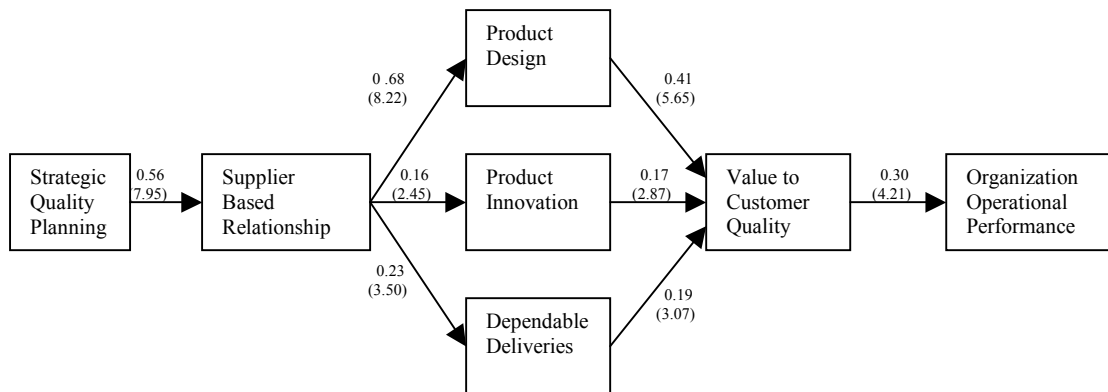 Strategic
Quality
Planning
0.56
(7.95)
Supplier
Based
Relationship
0 .68
(8.22)
0.16
(2.45)
0.23
(3.50)
Product
Design
Product
Innovation
Dependable
Deliveries
0.41
(5.65)
0.17
(2.87)
0.19
(3.07)
Value to
Customer
Quality
0.30
(4.21)
Organization
Operational
Performance